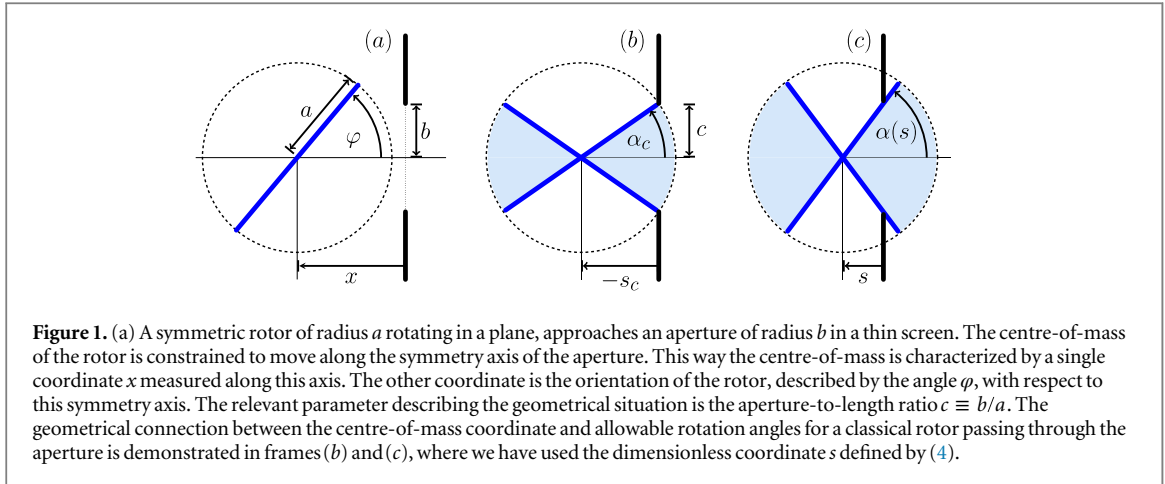 (a)
(b)
(c)
a
φ
b
α_c
c
α(s)
x
−s_c
s
Figure 1. (a) A symmetric rotor of radius a rotating in a plane, approaches an aperture of radius b in a thin screen. The centre-of-mass
of the rotor is constrained to move along the symmetry axis of the aperture. This way the centre-of-mass is characterized by a single
coordinate x measured along this axis. The other coordinate is the orientation of the rotor, described by the angle φ, with respect to
this symmetry axis. The relevant parameter describing the geometrical situation is the aperture-to-length ratio c ≡ b/a. The
geometrical connection between the centre-of-mass coordinate and allowable rotation angles for a classical rotor passing through the
aperture is demonstrated in frames (b) and (c), where we have used the dimensionless coordinate s defined by (4).